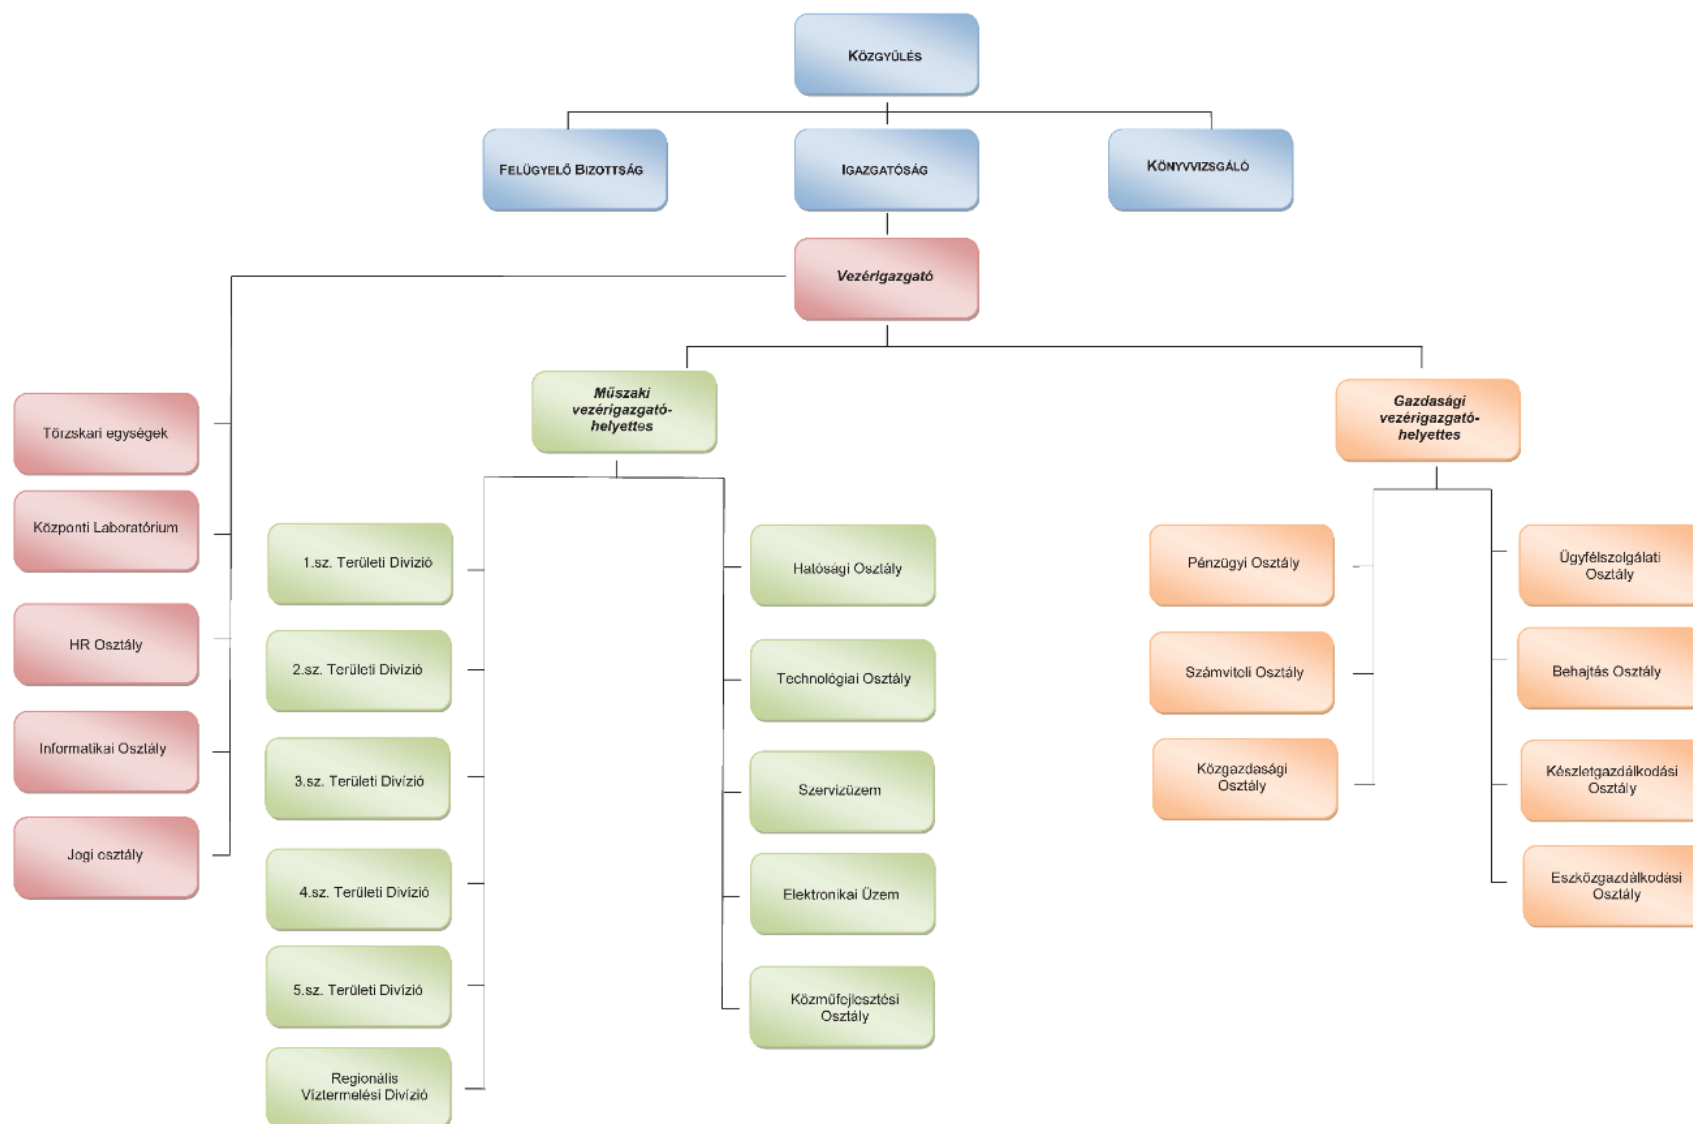 KÖZGYŰLÉS
FELÜGYELŐ BIZOTTSÁG
IGAZGATÓSÁG
KÖNYVVIZSGÁLÓ
Vezérigazgató
Műszaki
vezérigazgató-
helyettes
Gazdasági
vezérigazgató-
helyettes
Törzskari egységek
Központi Laboratórium
HR Osztály
Informatikai Osztály
Jogi osztály
1.sz. Területi Divízió
2.sz. Területi Divízió
3.sz. Területi Divízió
4.sz. Területi Divízió
5.sz. Területi Divízió
Regionális
Víztermelési Divízió
Hatósági Osztály
Technológiai Osztály
Szervizüzem
Elektronikai Üzem
Közműfejlesztési
Osztály
Pénzügyi Osztály
Számviteli Osztály
Közgazdasági
Osztály
Ügyfélszolgálati
Osztály
Behajtás Osztály
Készletgazdálkodási
Osztály
Eszközgazdálkodási
Osztály